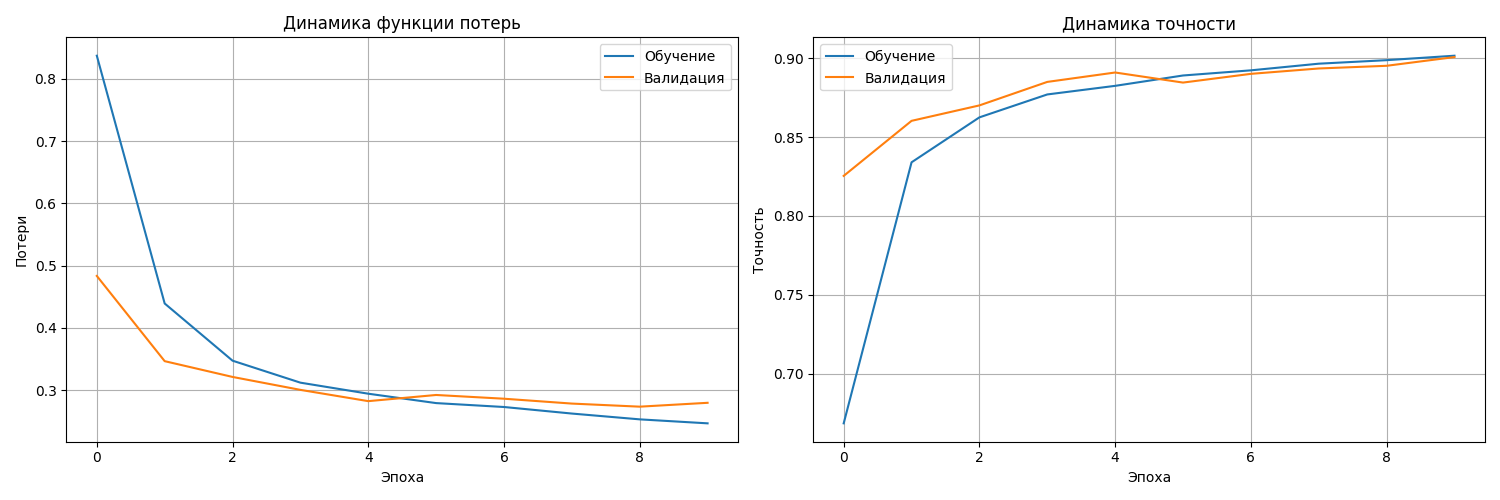 Динамика функции потерь
Обучение
Валидация
0.8
0.7
0.6
0.5
0.4
0.3
Потери
0 2 4 6 8
Эпоха
Динамика точности
Обучение
Валидация
0.90
0.85
0.80
0.75
0.70
Точность
0 2 4 6 8
Эпоха